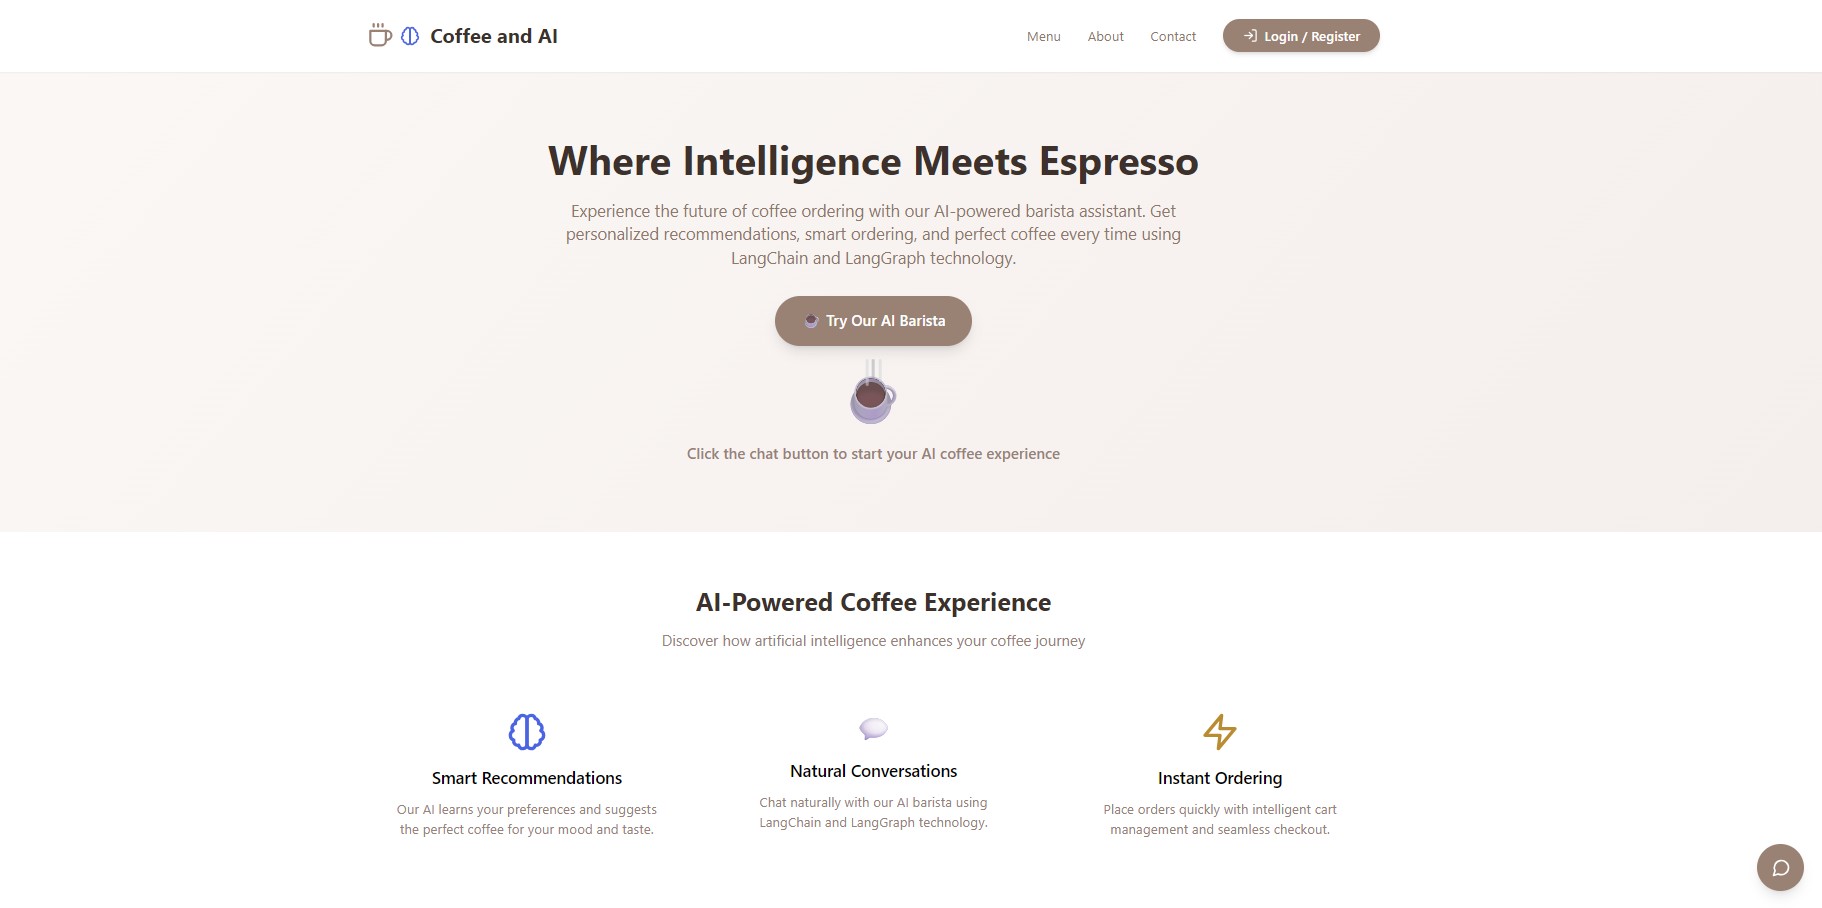 Coffee and AI
Menu
About
Contact
Login / Register
Where Intelligence Meets Espresso
Experience the future of coffee ordering with our AI-powered barista assistant. Get
personalized recommendations, smart ordering, and perfect coffee every time using
LangChain and LangGraph technology.
Try Our AI Barista
Click the chat button to start your AI coffee experience
AI-Powered Coffee Experience
Discover how artificial intelligence enhances your coffee journey
Smart Recommendations
Our AI learns your preferences and suggests
the perfect coffee for your mood and taste.
Natural Conversations
Chat naturally with our AI barista using
LangChain and LangGraph technology.
Instant Ordering
Place orders quickly with intelligent cart
management and seamless checkout.